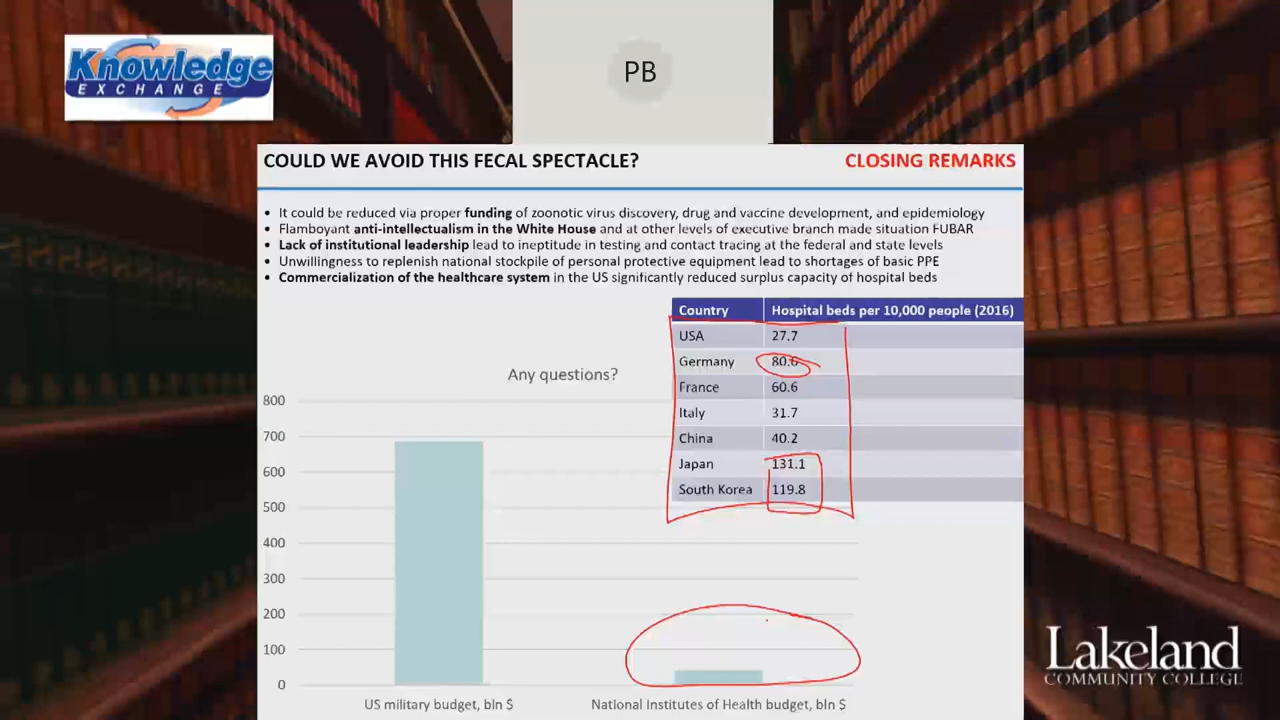 Knowledge
EXCHANGE
PB
COULD WE AVOID THIS FECAL SPECTACLE?
CLOSING REMARKS
• It could be reduced via proper funding of zoonotic virus discovery, drug and vaccine development, and epidemiology
• Flamboyant anti-intellectualism in the White House and at other levels of executive branch made situation FUBAR
• Lack of institutional leadership lead to ineptitude in testing and contact tracing at the federal and state levels
• Unwillingness to replenish national stockpile of personal protective equipment lead to shortages of basic PPE
• Commercialization of the healthcare system in the US significantly reduced surplus capacity of hospital beds
Country Hospital beds per 10,000 people (2016)
USA 27.7
Germany 80.6
France 60.6
Italy 31.7
China 40.2
Japan 131.1
South Korea 119.8
Any questions?
800
700
600
500
400
300
200
100
0
US military budget, bln $
National Institutes of Health budget, bln $
Lakeland
COMMUNITY COLLEGE